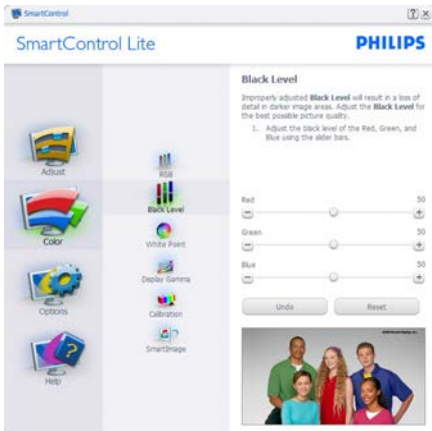 SmartControl
SmartControl Lite
PHILIPS
Adjust
Color
Options
Help
RGB
Black Level
White Point
Display Gamma
Calibration
SmartImage
Black Level
Improperly adjusted Black Level will result in a loss of
detail in darker image areas. Adjust the Black Level for
the best possible picture quality.
1. Adjust the black level of the Red, Green, and
Blue using the slider bars.
Red 50
Green 50
Blue 50
Undo Reset